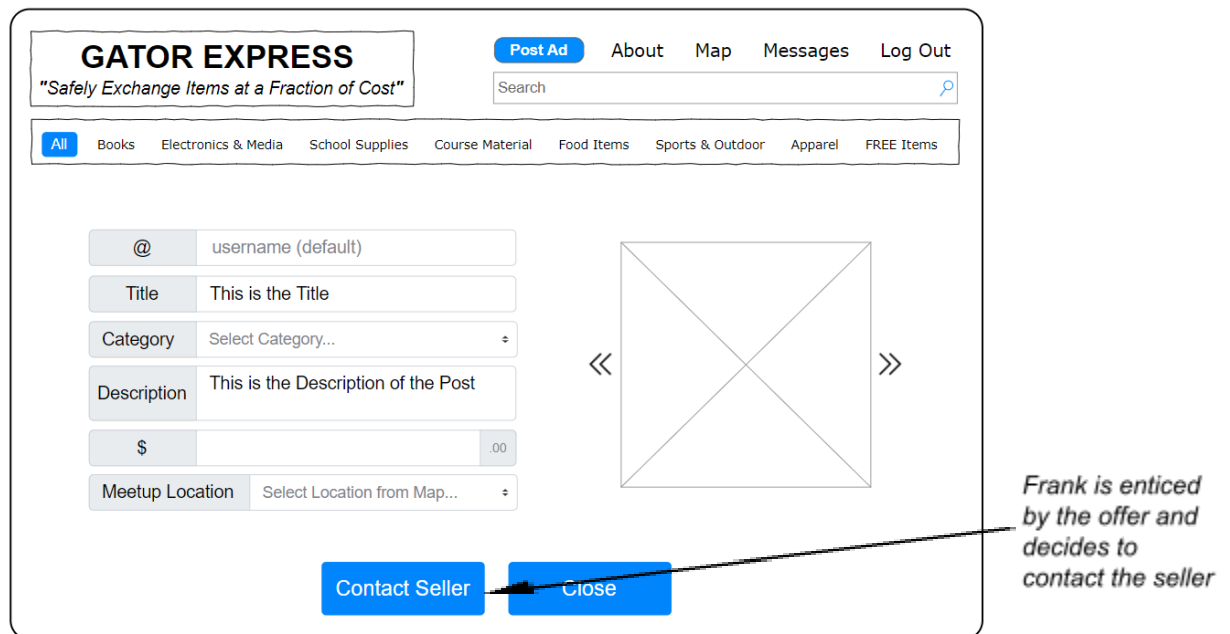 GATOR EXPRESS
"Safely Exchange Items at a Fraction of Cost"
Post Ad About Map Messages Log Out
Search
All Books Electronics & Media School Supplies Course Material Food Items Sports & Outdoor Apparel FREE Items
@ username (default)
Title This is the Title
Category Select Category...
Description This is the Description of the Post
$ .00
Meetup Location Select Location from Map...
Contact Seller Close
Frank is enticed
by the offer and
decides to
contact the seller